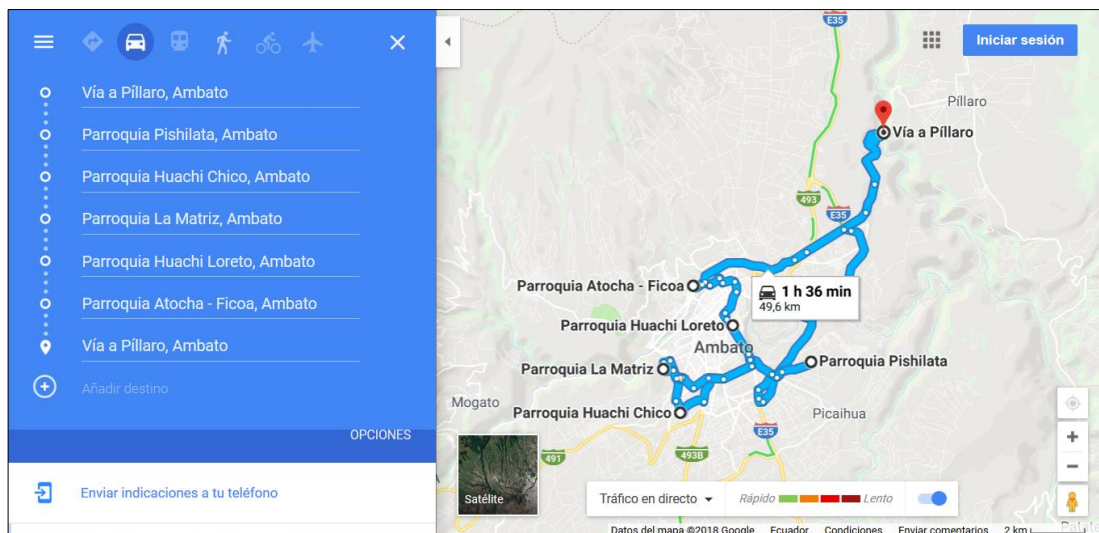 Vía a Píllaro, Ambato
Parroquia Pishilata, Ambato
Parroquia Huachi Chico, Ambato
Parroquia La Matriz, Ambato
Parroquia Huachi Loreto, Ambato
Parroquia Atocha - Ficoa, Ambato
Vía a Píllaro, Ambato
Añadir destino
OPCIONES
Enviar indicaciones a tu teléfono
E35
Iniciar sesión
Píllaro
Vía a Píllaro
493
E35
Parroquia Atocha - Ficoa
1 h 36 min
49,6 km
Parroquia Huachi Loreto
Ambato
Parroquia La Matriz
Parroquia Pishilata
Mogato
Parroquia Huachi Chico
Picaihua
E35
491
493B
Satélite
Tráfico en directo
Rápido
Lento
Datos del mapa ©2018 Google Ecuador Condiciones Enviar comentarios 2 km